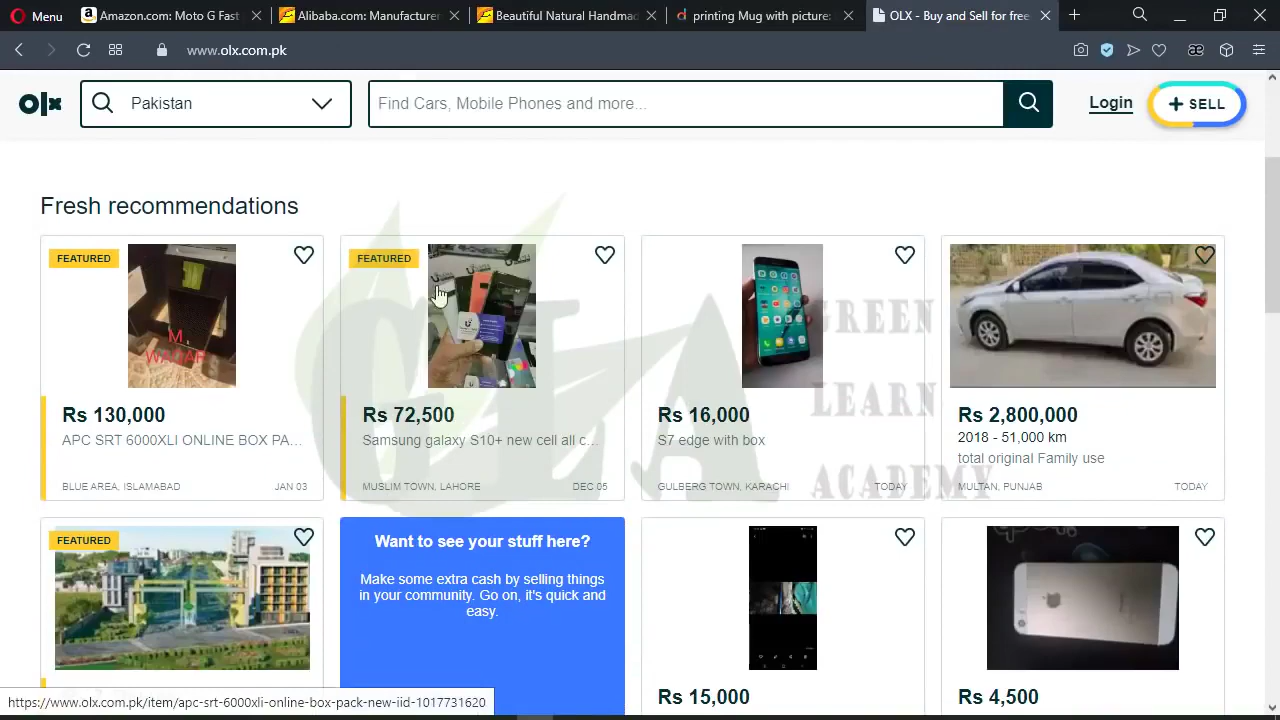 Menu
Amazon.com: Moto G Fast
Alibaba.com: Manufacturer
Beautiful Natural Handmad
printing Mug with picture:
OLX - Buy and Sell for free
www.olx.com.pk
olx
Pakistan
Find Cars, Mobile Phones and more...
Login
+ SELL
Fresh recommendations
FEATURED
M
WAQAR
Rs 130,000
APC SRT 6000XLI ONLINE BOX PA...
BLUE AREA, ISLAMABAD
JAN 03
FEATURED
Rs 72,500
Samsung galaxy S10+ new cell all c...
MUSLIM TOWN, LAHORE
DEC 05
Rs 16,000
S7 edge with box
GULBERG TOWN, KARACHI
TODAY
Rs 2,800,000
2018 - 51,000 km
total original Family use
MULTAN, PUNJAB
TODAY
GLA
GREEN
LEARN
ACADEMY
FEATURED
Want to see your stuff here?
Make some extra cash by selling things
in your community. Go on, it's quick and
easy.
Rs 15,000
Rs 4,500
https://www.olx.com.pk/item/apc-srt-6000xli-online-box-pack-new-iid-1017731620